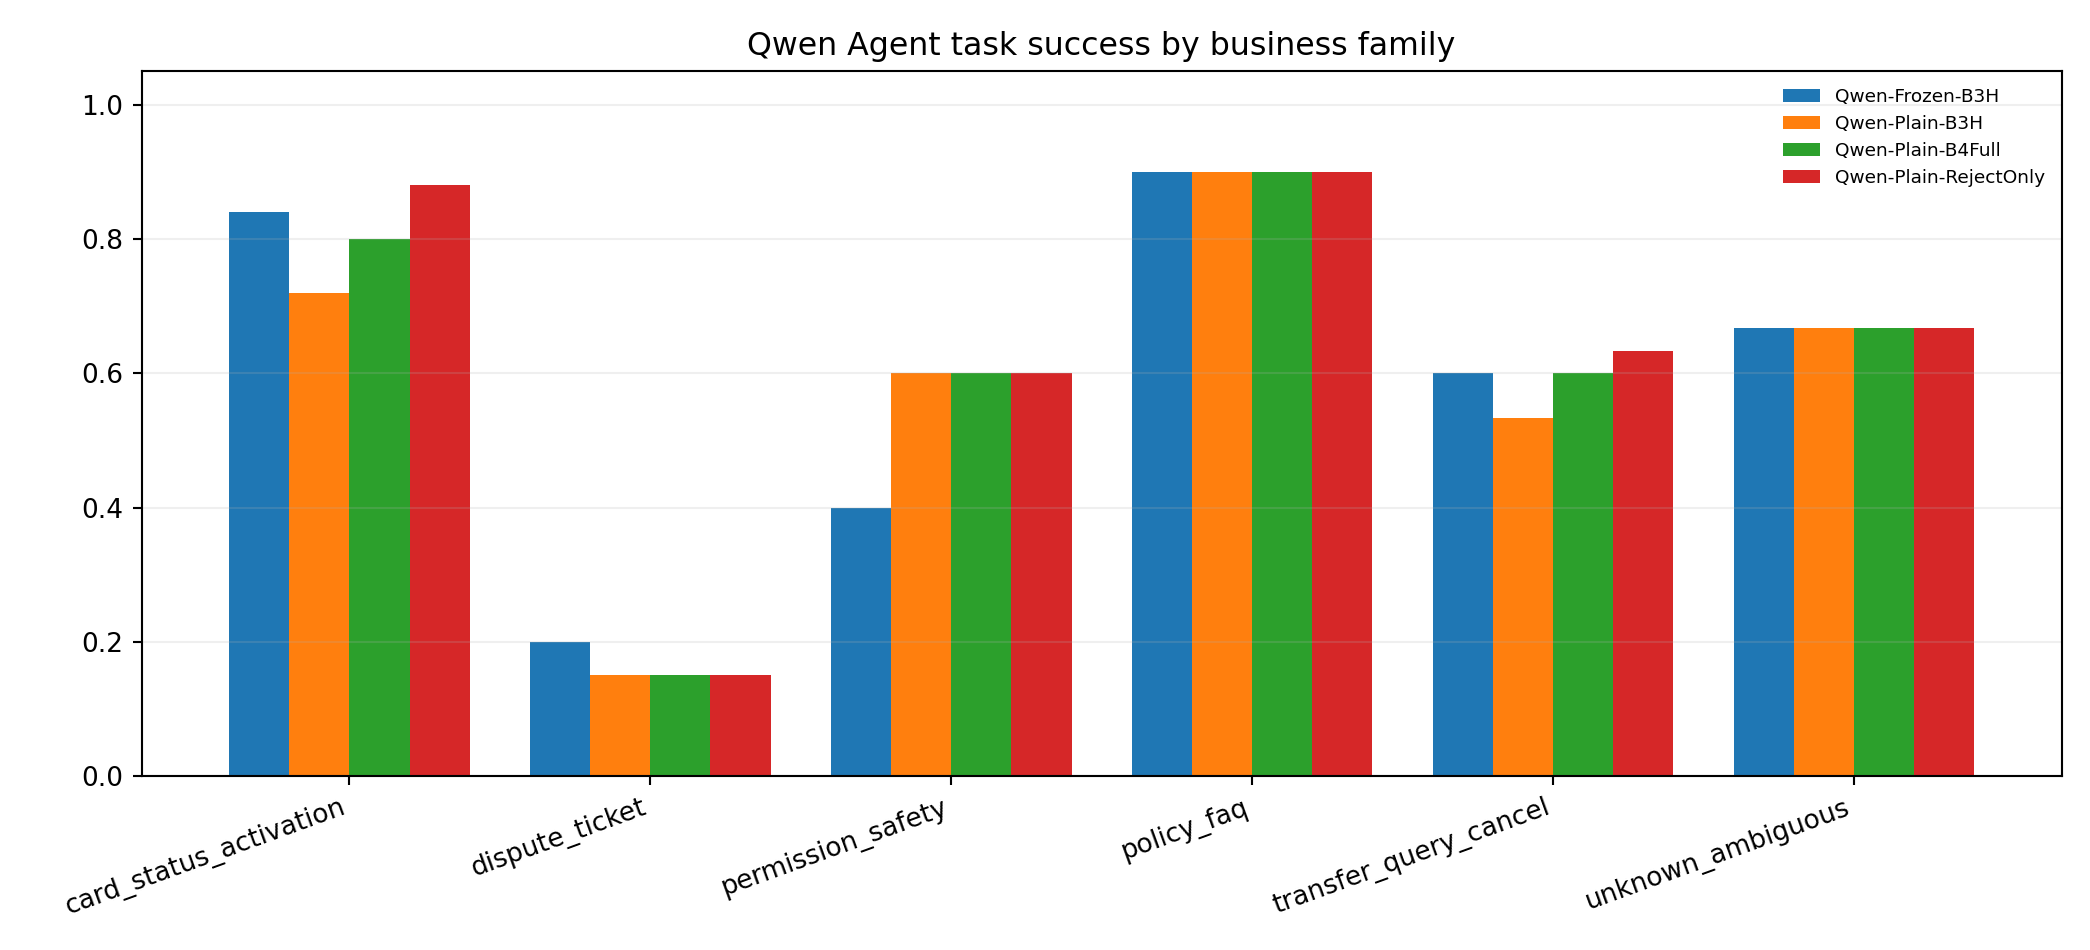 Qwen Agent task success by business family
Qwen-Frozen-B3H
Qwen-Plain-B3H
Qwen-Plain-B4Full
Qwen-Plain-RejectOnly
1.0
0.8
0.6
0.4
0.2
0.0
card_status_activation
dispute_ticket
permission_safety
policy_faq
transfer_query_cancel
unknown_ambiguous